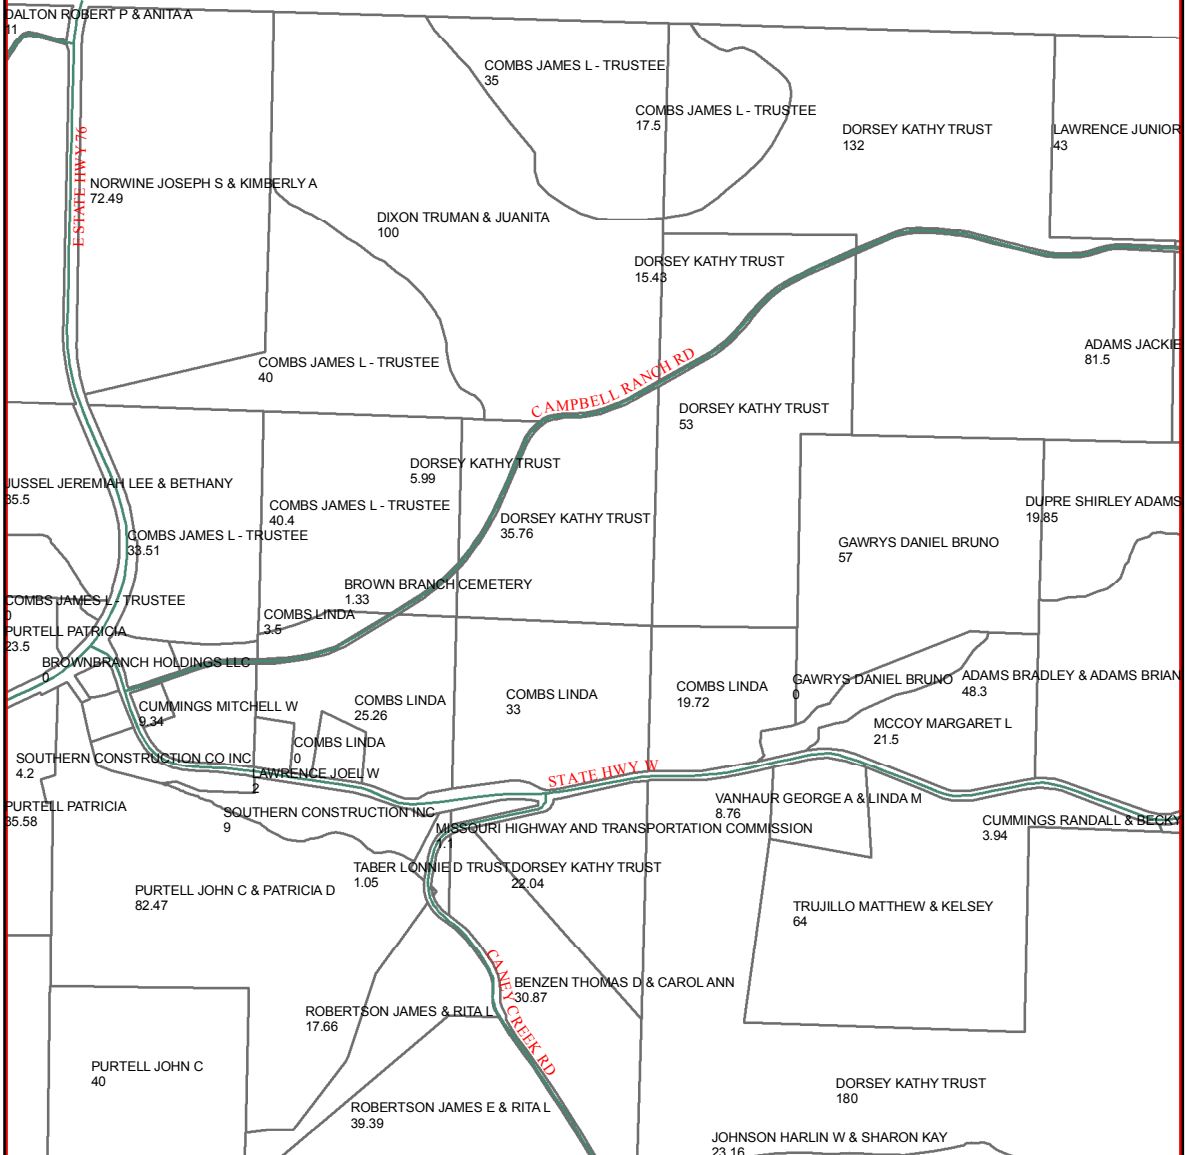 DALTON ROBERT P & ANITA A
11
COMBS JAMES L - TRUSTEE
35
COMBS JAMES L - TRUSTEE
17.5
DORSEY KATHY TRUST
132
LAWRENCE JUNIOR
43
E STATE HWY 76
NORWINE JOSEPH S & KIMBERLY A
72.49
DIXON TRUMAN & JUANITA
100
DORSEY KATHY TRUST
15.43
ADAMS JACKIE
81.5
COMBS JAMES L - TRUSTEE
40
CAMPBELL RANCH RD
DORSEY KATHY TRUST
53
DORSEY KATHY TRUST
5.99
JUSSEL JEREMIAH LEE & BETHANY
35.5
COMBS JAMES L - TRUSTEE
40.4
DORSEY KATHY TRUST
35.76
DUPRE SHIRLEY ADAMS
19.85
COMBS JAMES L - TRUSTEE
33.51
GAWRYS DANIEL BRUNO
57
BROWN BRANCH CEMETERY
1.33
COMBS JAMES L - TRUSTEE
0
COMBS LINDA
3.5
PURTELL PATRICIA
23.5
BROWNBRANCH HOLDINGS LLC
0
GAWRYS DANIEL BRUNO
0
ADAMS BRADLEY & ADAMS BRIAN
48.3
COMBS LINDA
19.72
COMBS LINDA
33
COMBS LINDA
25.26
CUMMINGS MITCHELL W
9.34
MCCOY MARGARET L
21.5
COMBS LINDA
0
SOUTHERN CONSTRUCTION CO INC
4.2
LAWRENCE JOEL W
2
STATE HWY W
VANHAUR GEORGE A & LINDA M
8.76
PURTELL PATRICIA
35.58
SOUTHERN CONSTRUCTION INC
9
CUMMINGS RANDALL & BECKY
3.94
MISSOURI HIGHWAY AND TRANSPORTATION COMMISSION
1.1
TABER LONNIE D TRUST
1.05
DORSEY KATHY TRUST
22.04
PURTELL JOHN C & PATRICIA D
82.47
TRUJILLO MATTHEW & KELSEY
64
CANEY CREEK RD
BENZEN THOMAS D & CAROL ANN
30.87
ROBERTSON JAMES & RITA L
17.66
PURTELL JOHN C
40
DORSEY KATHY TRUST
180
ROBERTSON JAMES E & RITA L
39.39
JOHNSON HARLIN W & SHARON KAY
23.16